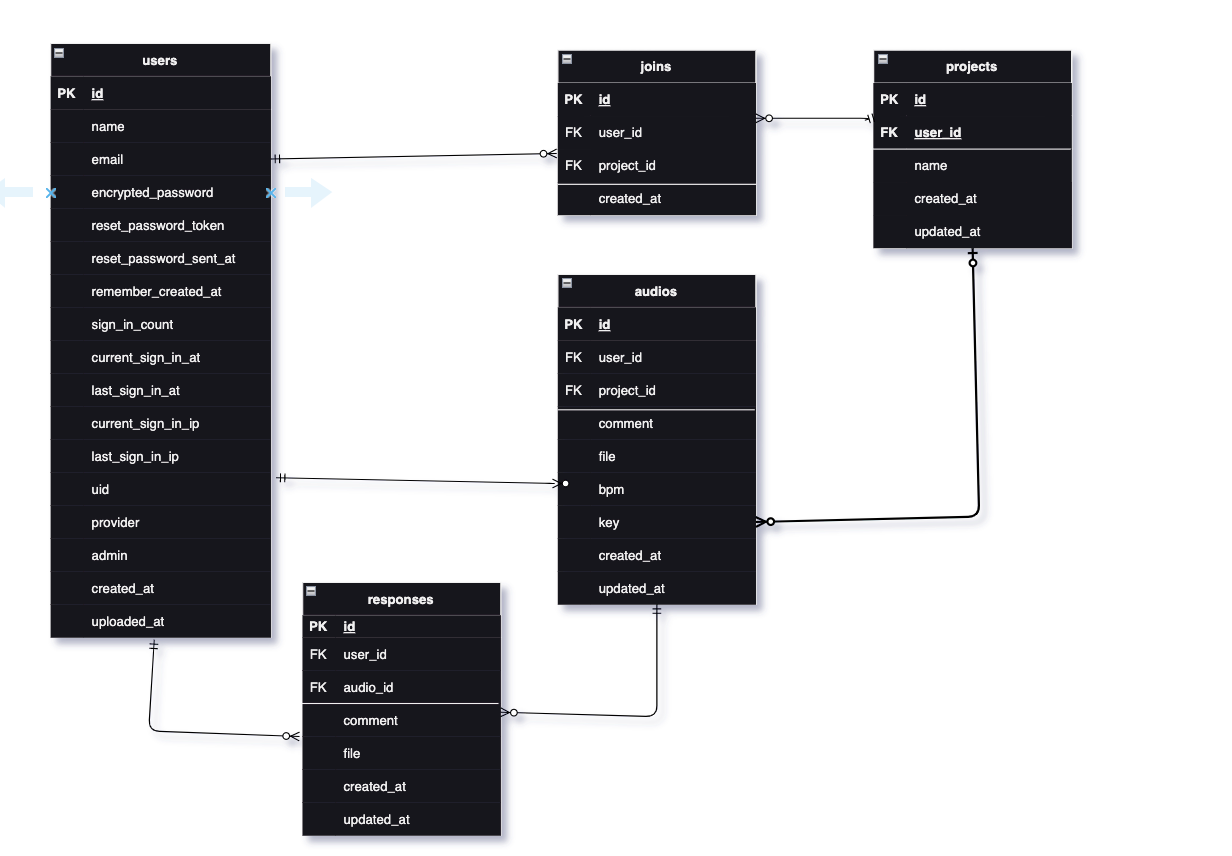 users
PK id
name
email
encrypted_password
reset_password_token
reset_password_sent_at
remember_created_at
sign_in_count
current_sign_in_at
last_sign_in_at
current_sign_in_ip
last_sign_in_ip
uid
provider
admin
created_at
uploaded_at
joins
PK id
FK user_id
FK project_id
created_at
projects
PK id
FK user_id
name
created_at
updated_at
audios
PK id
FK user_id
FK project_id
comment
file
bpm
key
created_at
updated_at
responses
PK id
FK user_id
FK audio_id
comment
file
created_at
updated_at